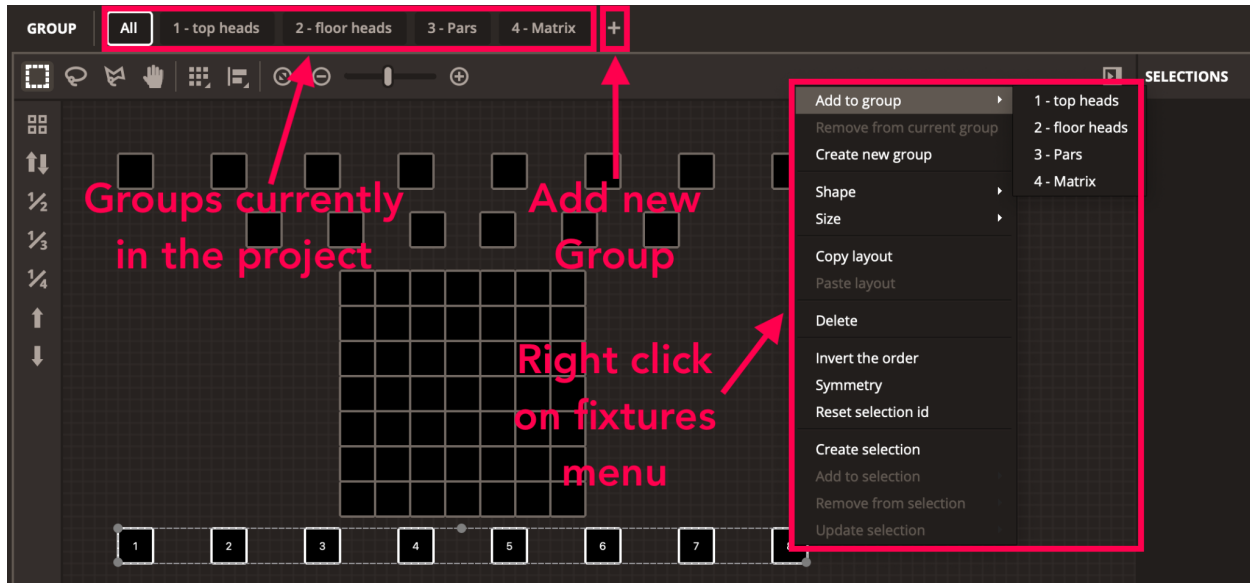 GROUP All 1 - top heads 2 - floor heads 3 - Pars 4 - Matrix +
SELECTIONS
1/2
1/3
1/4
Groups currently
in the project
Add new
Group
Right click
on fixtures
menu
Add to group
Remove from current group
Create new group
Shape
Size
Copy layout
Paste layout
Delete
Invert the order
Symmetry
Reset selection id
Create selection
Add to selection
Remove from selection
Update selection
1 - top heads
2 - floor heads
3 - Pars
4 - Matrix
1 2 3 4 5 6 7 8